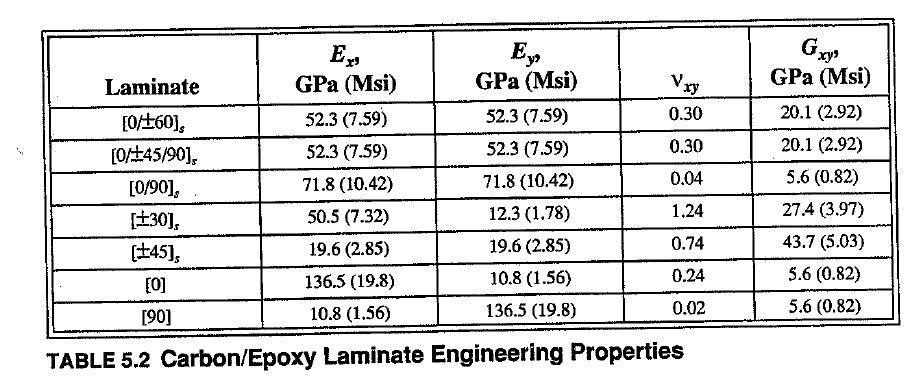 Laminate | Eₓ, GPa (Msi) | E_y, GPa (Msi) | ν_xy | G_xy, GPa (Msi)
[0/±60]ₛ | 52.3 (7.59) | 52.3 (7.59) | 0.30 | 20.1 (2.92)
[0/±45/90]ₛ | 52.3 (7.59) | 52.3 (7.59) | 0.30 | 20.1 (2.92)
[0/90]ₛ | 71.8 (10.42) | 71.8 (10.42) | 0.04 | 5.6 (0.82)
[±30]ₛ | 50.5 (7.32) | 12.3 (1.78) | 1.24 | 27.4 (3.97)
[±45]ₛ | 19.6 (2.85) | 19.6 (2.85) | 0.74 | 43.7 (5.03)
[0] | 136.5 (19.8) | 10.8 (1.56) | 0.24 | 5.6 (0.82)
[90] | 10.8 (1.56) | 136.5 (19.8) | 0.02 | 5.6 (0.82)
TABLE 5.2 Carbon/Epoxy Laminate Engineering Properties